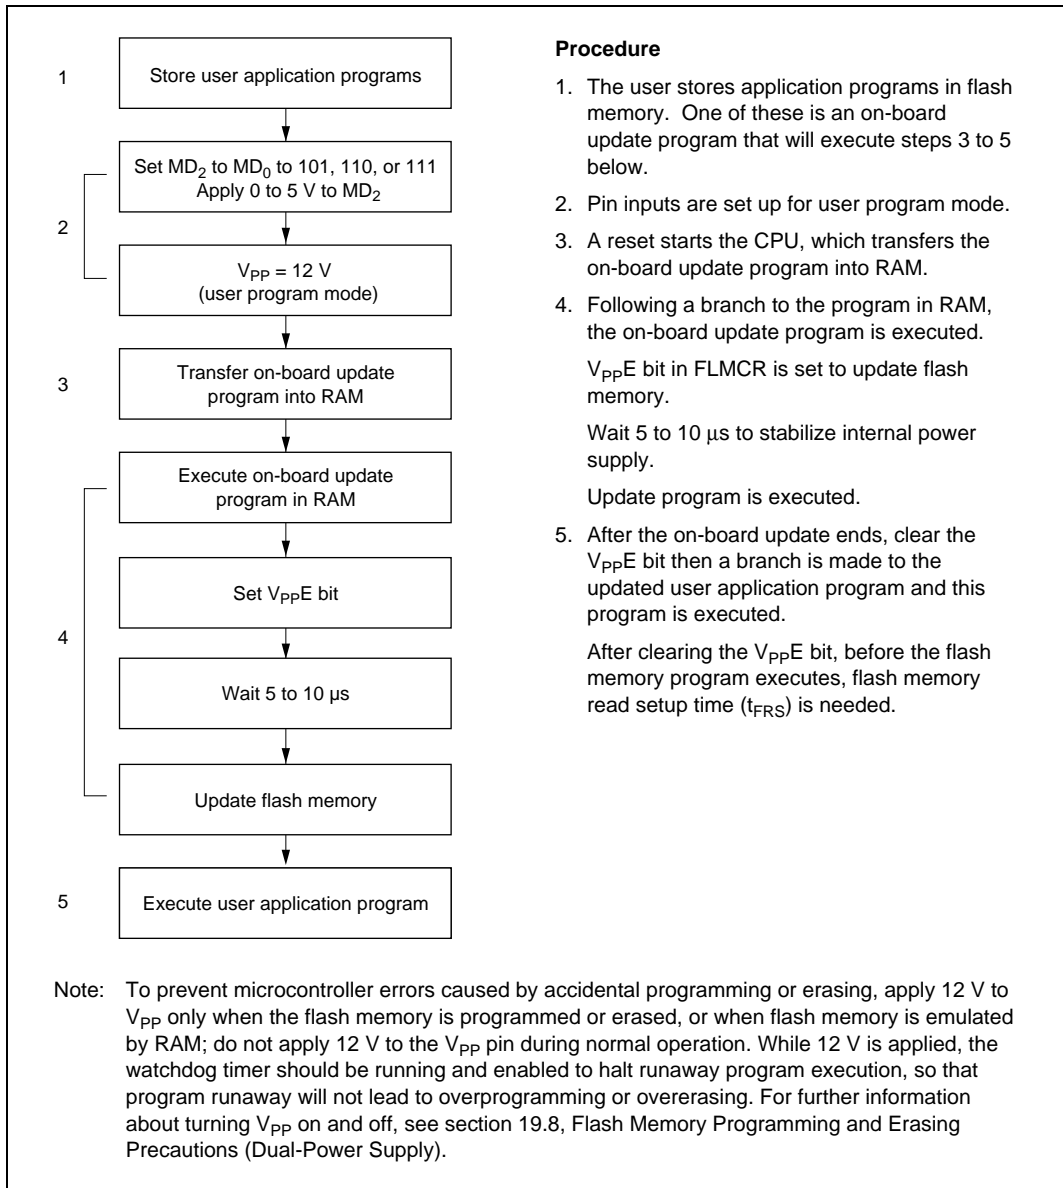 1
Store user application programs
Set MD2 to MD0 to 101, 110, or 111
Apply 0 to 5 V to MD2
2
VPP = 12 V
(user program mode)
3
Transfer on-board update
program into RAM
Execute on-board update
program in RAM
Set VPPE bit
4
Wait 5 to 10 µs
Update flash memory
5
Execute user application program
Procedure
1. The user stores application programs in flash
memory. One of these is an on-board
update program that will execute steps 3 to 5
below.
2. Pin inputs are set up for user program mode.
3. A reset starts the CPU, which transfers the
on-board update program into RAM.
4. Following a branch to the program in RAM,
the on-board update program is executed.
VPPE bit in FLMCR is set to update flash
memory.
Wait 5 to 10 µs to stabilize internal power
supply.
Update program is executed.
5. After the on-board update ends, clear the
VPPE bit then a branch is made to the
updated user application program and this
program is executed.
After clearing the VPPE bit, before the flash
memory program executes, flash memory
read setup time (tFRS) is needed.
Note: To prevent microcontroller errors caused by accidental programming or erasing, apply 12 V to
VPP only when the flash memory is programmed or erased, or when flash memory is emulated
by RAM; do not apply 12 V to the VPP pin during normal operation. While 12 V is applied, the
watchdog timer should be running and enabled to halt runaway program execution, so that
program runaway will not lead to overprogramming or overerasing. For further information
about turning VPP on and off, see section 19.8, Flash Memory Programming and Erasing
Precautions (Dual-Power Supply).